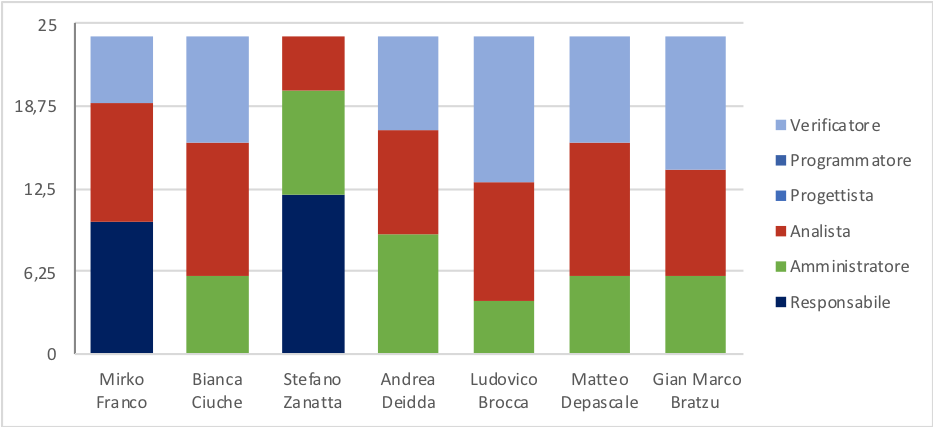 25
18,75
12,5
6,25
0
Mirko Franco
Bianca Ciuche
Stefano Zanatta
Andrea Deidda
Ludovico Brocca
Matteo Depascale
Gian Marco Bratzu
Verificatore
Programmatore
Progettista
Analista
Amministratore
Responsabile